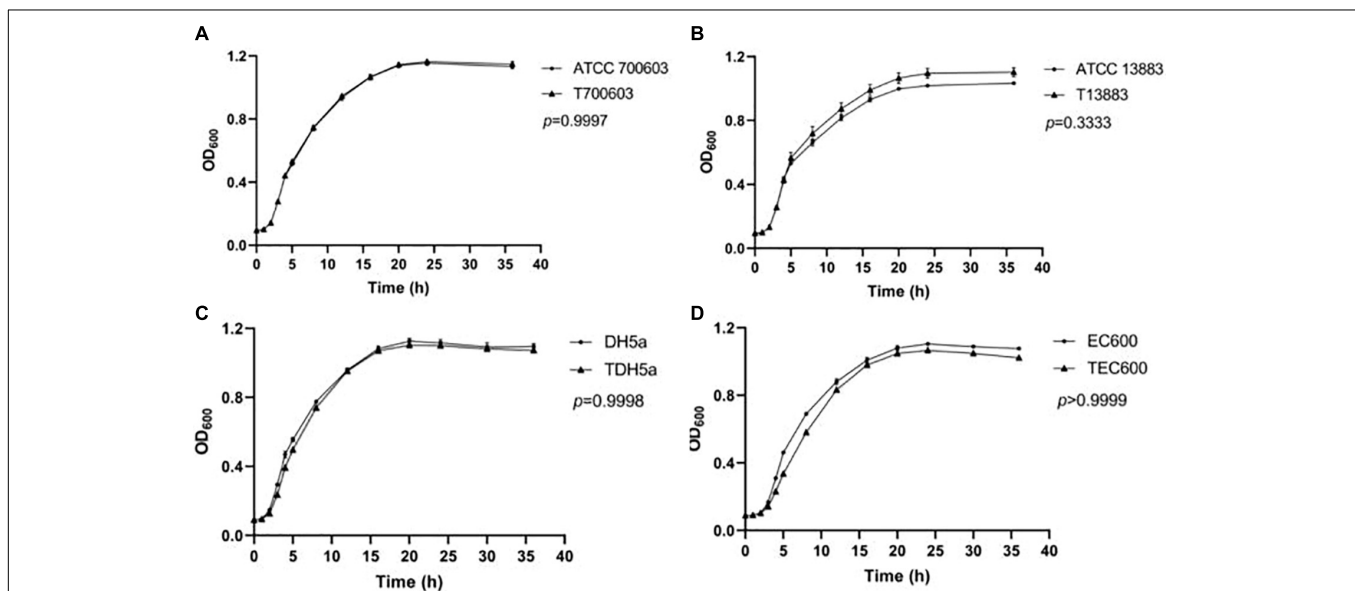 A
1.2
0.8
0.4
0.0
OD600
0 5 10 15 20 25 30 35 40
Time (h)
ATCC 700603
T700603
p=0.9997
B
1.2
0.8
0.4
0.0
OD600
0 5 10 15 20 25 30 35 40
Time (h)
ATCC 13883
T13883
p=0.3333
C
1.2
0.8
0.4
0.0
OD600
0 5 10 15 20 25 30 35 40
Time (h)
DH5a
TDH5a
p=0.9998
D
1.2
0.8
0.4
0.0
OD600
0 5 10 15 20 25 30 35 40
Time (h)
EC600
TEC600
p>0.9999